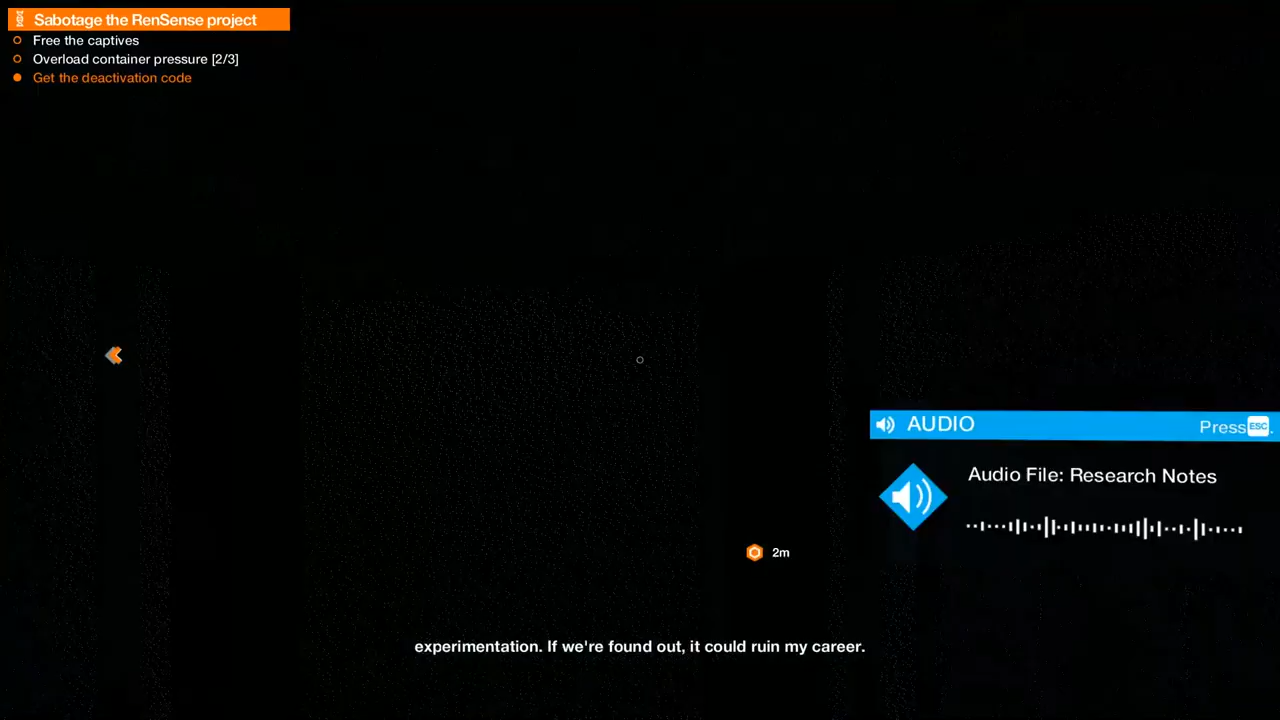 Sabotage the RenSense project
Free the captives
Overload container pressure [2/3]
Get the deactivation code
AUDIO
Press ESC.
Audio File: Research Notes
2m
experimentation. If we're found out, it could ruin my career.